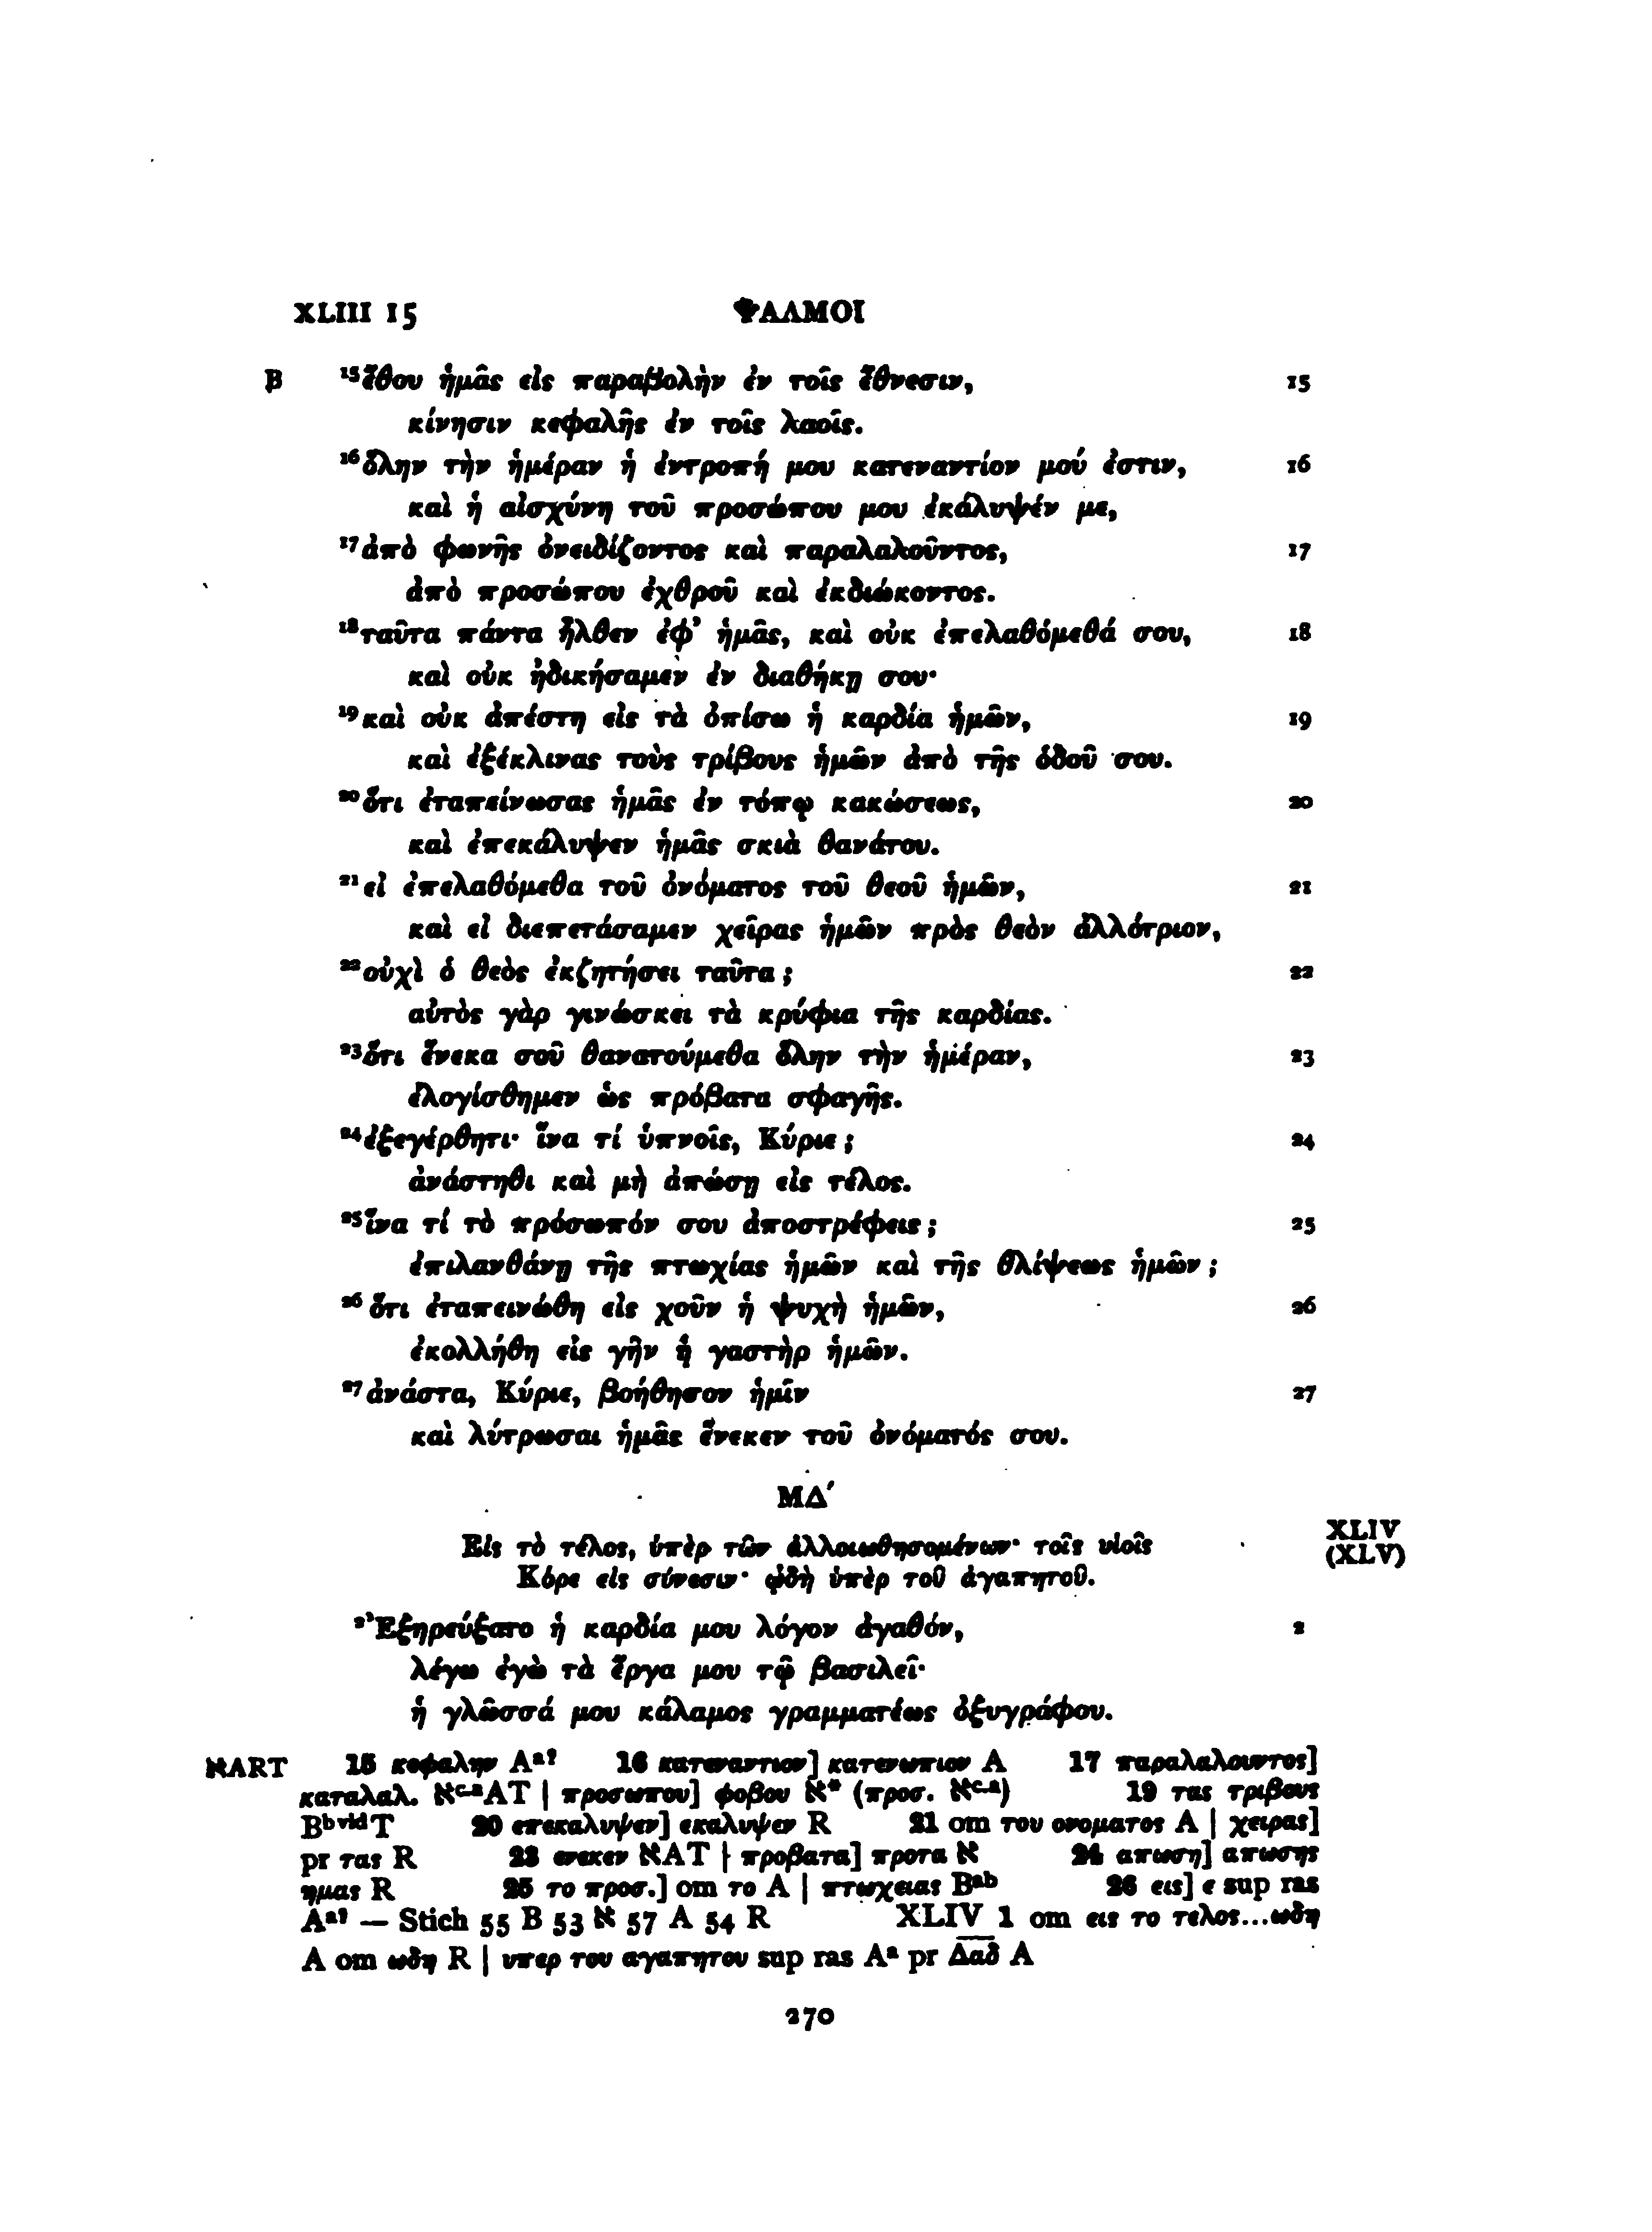 XLIII 15 ΨΑΛΜΟΙ
B ¹⁵ἔθου ἡμᾶς εἰς παραβολὴν ἐν τοῖς ἔθνεσιν, 15
κίνησιν κεφαλῆς ἐν τοῖς λαοῖς.
¹⁶ὅλην τὴν ἡμέραν ἡ ἐντροπή μου κατεναντίον μού ἐστιν, 16
καὶ ἡ αἰσχύνη τοῦ προσώπου μου ἐκάλυψέν με,
¹⁷ἀπὸ φωνῆς ὀνειδίζοντος καὶ παραλαλοῦντος, 17
ἀπὸ προσώπου ἐχθροῦ καὶ ἐκδιώκοντος.
¹⁸ταῦτα πάντα ἦλθεν ἐφ’ ἡμᾶς, καὶ οὐκ ἐπελαθόμεθά σου, 18
καὶ οὐκ ἠδικήσαμεν ἐν διαθήκῃ σου·
¹⁹καὶ οὐκ ἀπέστη εἰς τὰ ὀπίσω ἡ καρδία ἡμῶν, 19
καὶ ἐξέκλινας τοὺς τρίβους ἡμῶν ἀπὸ τῆς ὁδοῦ σου.
²⁰ὅτι ἐταπείνωσας ἡμᾶς ἐν τόπῳ κακώσεως, 20
καὶ ἐπεκάλυψεν ἡμᾶς σκιὰ θανάτου.
²¹εἰ ἐπελαθόμεθα τοῦ ὀνόματος τοῦ θεοῦ ἡμῶν, 21
καὶ εἰ διεπετάσαμεν χεῖρας ἡμῶν πρὸς θεὸν ἀλλότριον,
²²οὐχὶ ὁ θεὸς ἐκζητήσει ταῦτα; 22
αὐτὸς γὰρ γινώσκει τὰ κρύφια τῆς καρδίας.
²³ὅτι ἕνεκα σοῦ θανατούμεθα ὅλην τὴν ἡμέραν, 23
ἐλογίσθημεν ὡς πρόβατα σφαγῆς.
²⁴ἐξεγέρθητι· ἵνα τί ὑπνοῖς, Κύριε; 24
ἀνάστηθι καὶ μὴ ἀπώσῃ εἰς τέλος.
²⁵ἵνα τί τὸ πρόσωπόν σου ἀποστρέφεις; 25
ἐπιλανθάνῃ τῆς πτωχίας ἡμῶν καὶ τῆς θλίψεως ἡμῶν;
²⁶ὅτι ἐταπεινώθη εἰς χοῦν ἡ ψυχὴ ἡμῶν, 26
ἐκολλήθη εἰς γῆν ἡ γαστὴρ ἡμῶν.
²⁷ἀνάστα, Κύριε, βοήθησον ἡμῖν 27
καὶ λύτρωσαι ἡμᾶς ἕνεκεν τοῦ ὀνόματός σου.
ΜΔ΄
Εἰς τὸ τέλος, ὑπὲρ τῶν ἀλλοιωθησομένων· τοῖς υἱοῖς XLIV
Κόρε εἰς σύνεσιν· ᾠδὴ ὑπὲρ τοῦ ἀγαπητοῦ. (XLV)
²Ἐξηρεύξατο ἡ καρδία μου λόγον ἀγαθόν, 2
λέγω ἐγὼ τὰ ἔργα μου τῷ βασιλεῖ·
ἡ γλῶσσά μου κάλαμος γραμματέως ὀξυγράφου.
ℵART 15 κεφαλην Aᵃ? 16 κατεναντιον] κατενωπιον A 17 παραλαλουντος]
καταλαλ. ℵᶜ·ᵃAT | προσωπου] φοβου ℵ* (προσ. ℵᶜ·ᵃ) 19 τας τριβους
Bᵇ ᵛⁱᵈT 20 επεκαλυψεν] εκαλυψεν R 21 om του ονοματος A | χειρας]
pr τας R 23 ενεκεν ℵAT | προβατα] προτα ℵ 24 απωση] απωσης
ημας R 25 το προσ.] om το A | πτωχειας Bᵃᵇ 26 εις] ε sup ras
Aᵃ? — Stich 55 B 53 ℵ 57 A 54 R XLIV 1 om εις το τελος...ωδη
A om ωδη R | υπερ του αγαπητου sup ras Aᵃ pr Δ̅α̅δ̅ A
270